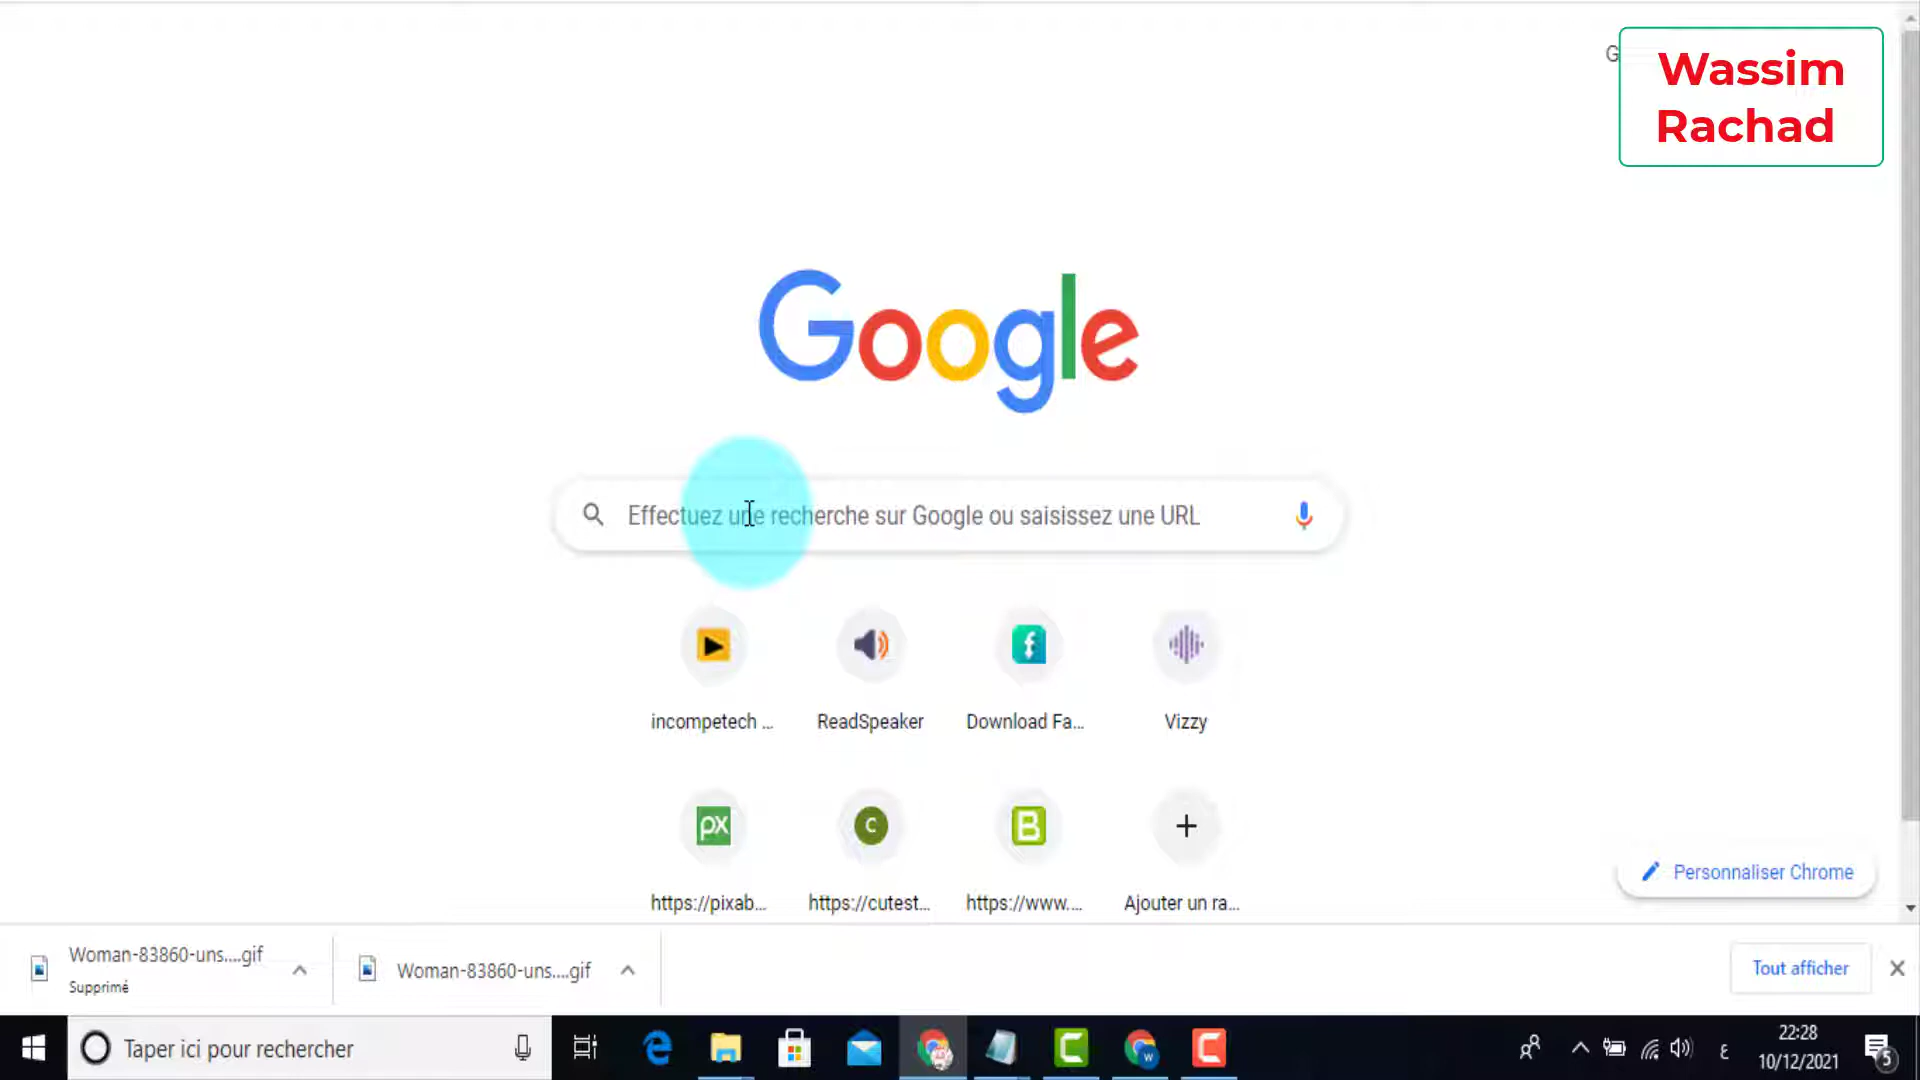 G
Wassim
Rachad
Google
Effectuez une recherche sur Google ou saisissez une URL
incompetech ...
ReadSpeaker
Download Fa...
Vizzy
px
C
B
https://pixab...
https://cutest...
https://www....
Ajouter un ra...
Personnaliser Chrome
Woman-83860-uns....gif
Supprimé
Woman-83860-uns....gif
Tout afficher
Taper ici pour rechercher
ع
22:28
10/12/2021
5